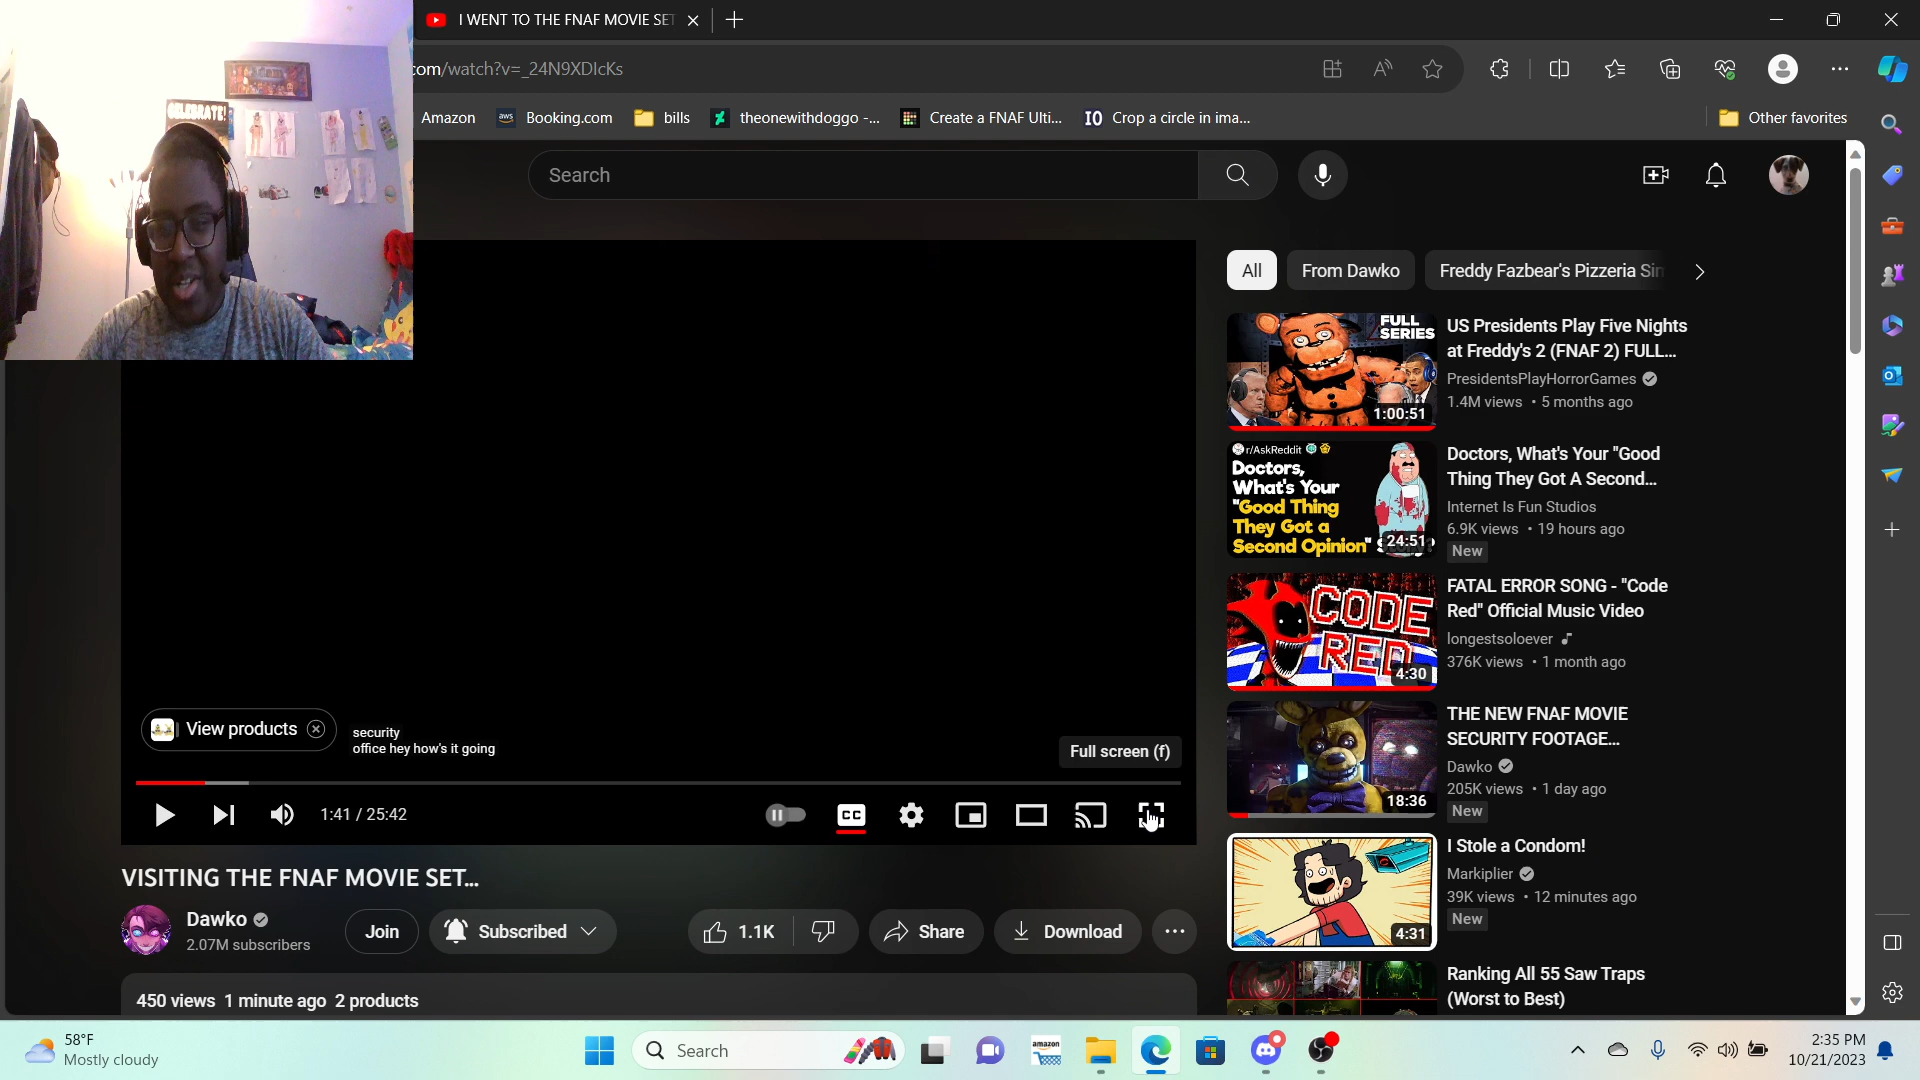 I WENT TO THE FNAF MOVIE SET
com/watch?v=_24N9XDIcKs
Amazon
aws
Booking.com
bills
theonewithdoggo -...
Create a FNAF Ulti...
IO
Crop a circle in ima...
Other favorites
CELEBRATE!
Search
All
From Dawko
Freddy Fazbear's Pizzeria Sim
FULL
SERIES
1:00:51
US Presidents Play Five Nights
at Freddy's 2 (FNAF 2) FULL...
PresidentsPlayHorrorGames
1.4M views • 5 months ago
r/AskReddit
Doctors,
What's Your
"Good Thing
They Got a
Second Opinion"
24:51
Doctors, What's Your "Good
Thing They Got A Second...
Internet Is Fun Studios
6.9K views • 19 hours ago
New
CODE
RED
4:30
FATAL ERROR SONG - "Code
Red" Official Music Video
longestsoloever
376K views • 1 month ago
18:36
THE NEW FNAF MOVIE
SECURITY FOOTAGE...
Dawko
205K views • 1 day ago
New
4:31
I Stole a Condom!
Markiplier
39K views • 12 minutes ago
New
Ranking All 55 Saw Traps
(Worst to Best)
View products
security
office hey how's it going
Full screen (f)
1:41 / 25:42
CC
VISITING THE FNAF MOVIE SET...
Dawko
2.07M subscribers
Join
Subscribed
1.1K
Share
Download
450 views 1 minute ago 2 products
58°F
Mostly cloudy
Search
amazon
2:35 PM
10/21/2023